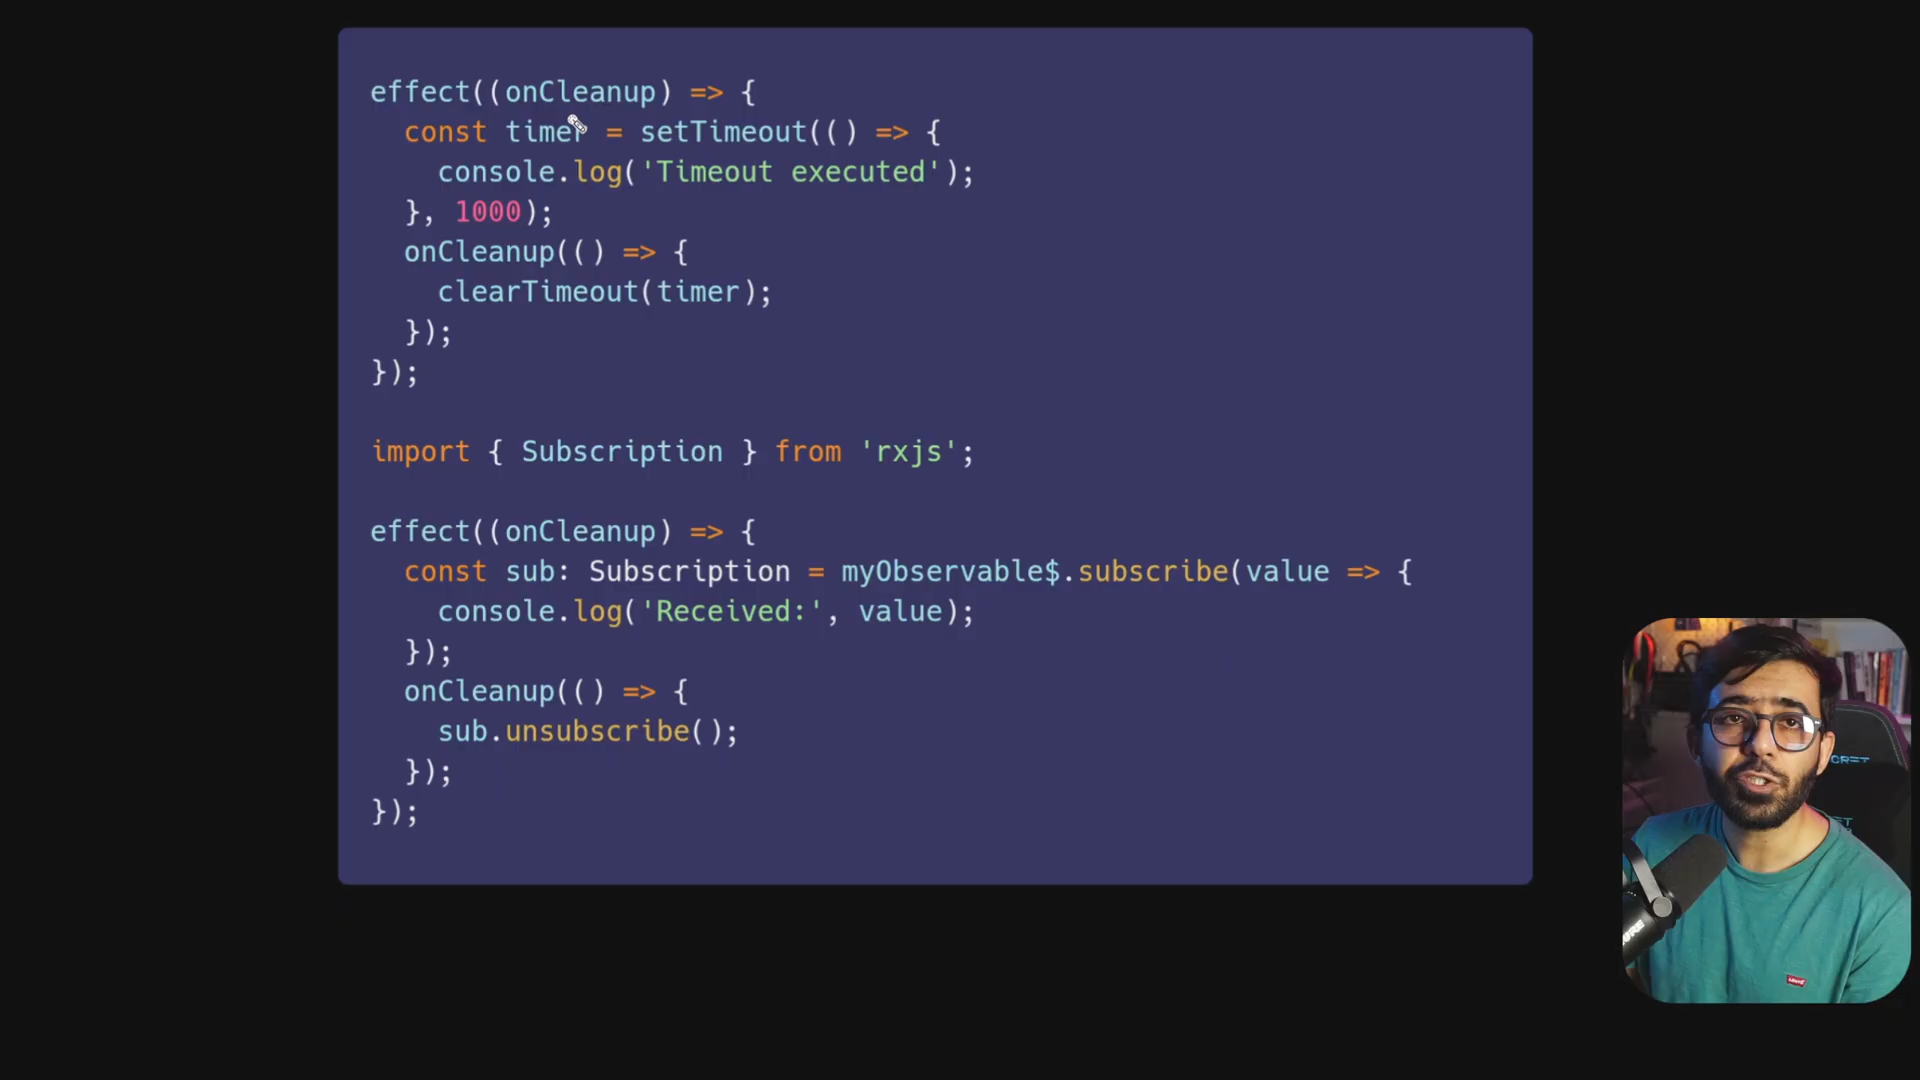 effect((onCleanup) => {
  const timer = setTimeout(() => {
    console.log('Timeout executed');
  }, 1000);
  onCleanup(() => {
    clearTimeout(timer);
  });
});

import { Subscription } from 'rxjs';

effect((onCleanup) => {
  const sub: Subscription = myObservable$.subscribe(value => {
    console.log('Received:', value);
  });
  onCleanup(() => {
    sub.unsubscribe();
  });
});